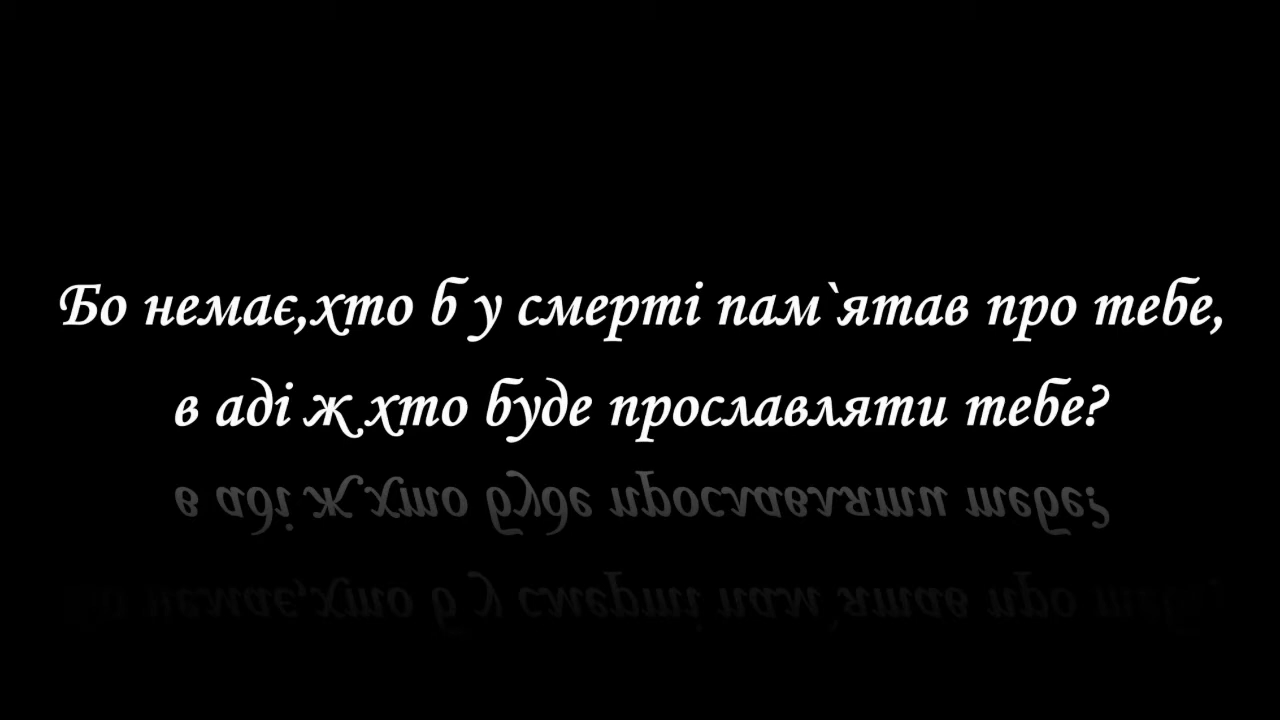 Бо немає,хто б у смерті пам`ятав про тебе,
в аді ж хто буде прославляти тебе?